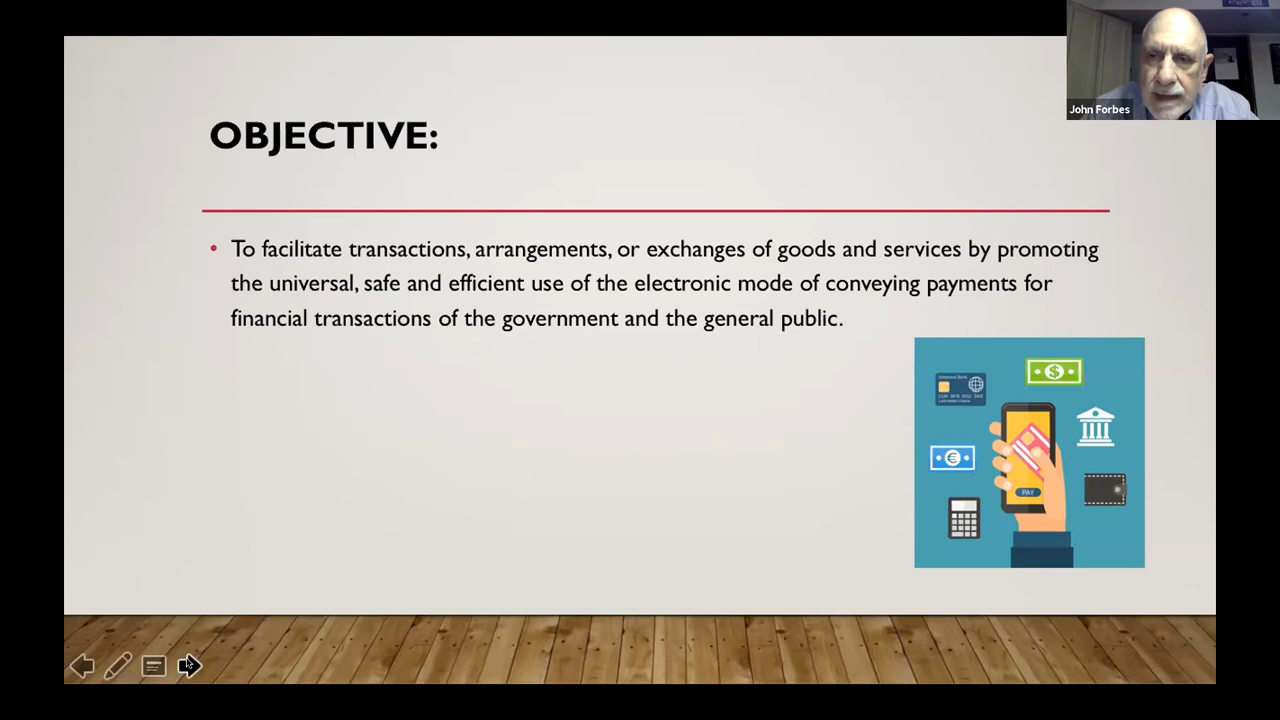 John Forbes
OBJECTIVE:
• To facilitate transactions, arrangements, or exchanges of goods and services by promoting
the universal, safe and efficient use of the electronic mode of conveying payments for
financial transactions of the government and the general public.
PAY